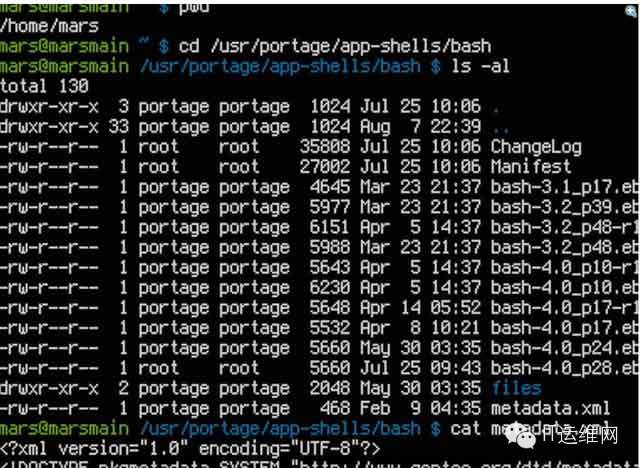 mars@marsmain ~ $ pwd
/home/mars
mars@marsmain ~ $ cd /usr/portage/app-shells/bash
mars@marsmain /usr/portage/app-shells/bash $ ls -al
total 130
drwxr-xr-x  3 portage portage  1024 Jul 25 10:06 .
drwxr-xr-x 33 portage portage  1024 Aug  7 22:39 ..
-rw-r--r--  1 root    root    35808 Jul 25 10:06 ChangeLog
-rw-r--r--  1 root    root    27002 Jul 25 10:06 Manifest
-rw-r--r--  1 portage portage  4645 Mar 23 21:37 bash-3.1_p17.eb
-rw-r--r--  1 portage portage  5977 Mar 23 21:37 bash-3.2_p39.eb
-rw-r--r--  1 portage portage  6151 Apr  5 14:37 bash-3.2_p48-r1
-rw-r--r--  1 portage portage  5988 Mar 23 21:37 bash-3.2_p48.eb
-rw-r--r--  1 portage portage  5643 Apr  5 14:37 bash-4.0_p10-r1
-rw-r--r--  1 portage portage  6230 Apr  5 14:37 bash-4.0_p10.eb
-rw-r--r--  1 portage portage  5648 Apr 14 05:52 bash-4.0_p17-r1
-rw-r--r--  1 portage portage  5532 Apr  8 10:21 bash-4.0_p17.eb
-rw-r--r--  1 portage portage  5660 May 30 03:35 bash-4.0_p24.eb
-rw-r--r--  1 root    root     5660 Jul 25 09:43 bash-4.0_p28.eb
drwxr-xr-x  2 portage portage  2048 May 30 03:35 files
-rw-r--r--  1 portage portage   468 Feb  9 04:35 metadata.xml
mars@marsmain /usr/portage/app-shells/bash $ cat metadata.xml
IT运维网
<?xml version="1.0" encoding="UTF-8"?>
<!DOCTYPE pkgmetadata SYSTEM "http://www.gentoo.org/dtd/metadat